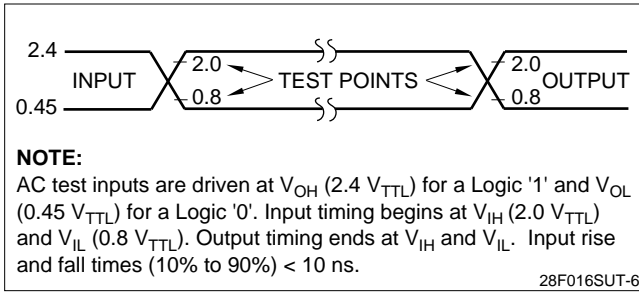 2.4
INPUT
0.45
2.0
0.8
TEST POINTS
2.0
0.8
OUTPUT
NOTE:
AC test inputs are driven at VOH (2.4 VTTL) for a Logic '1' and VOL
(0.45 VTTL) for a Logic '0'. Input timing begins at VIH (2.0 VTTL)
and VIL (0.8 VTTL). Output timing ends at VIH and VIL. Input rise
and fall times (10% to 90%) < 10 ns.
28F016SUT-6